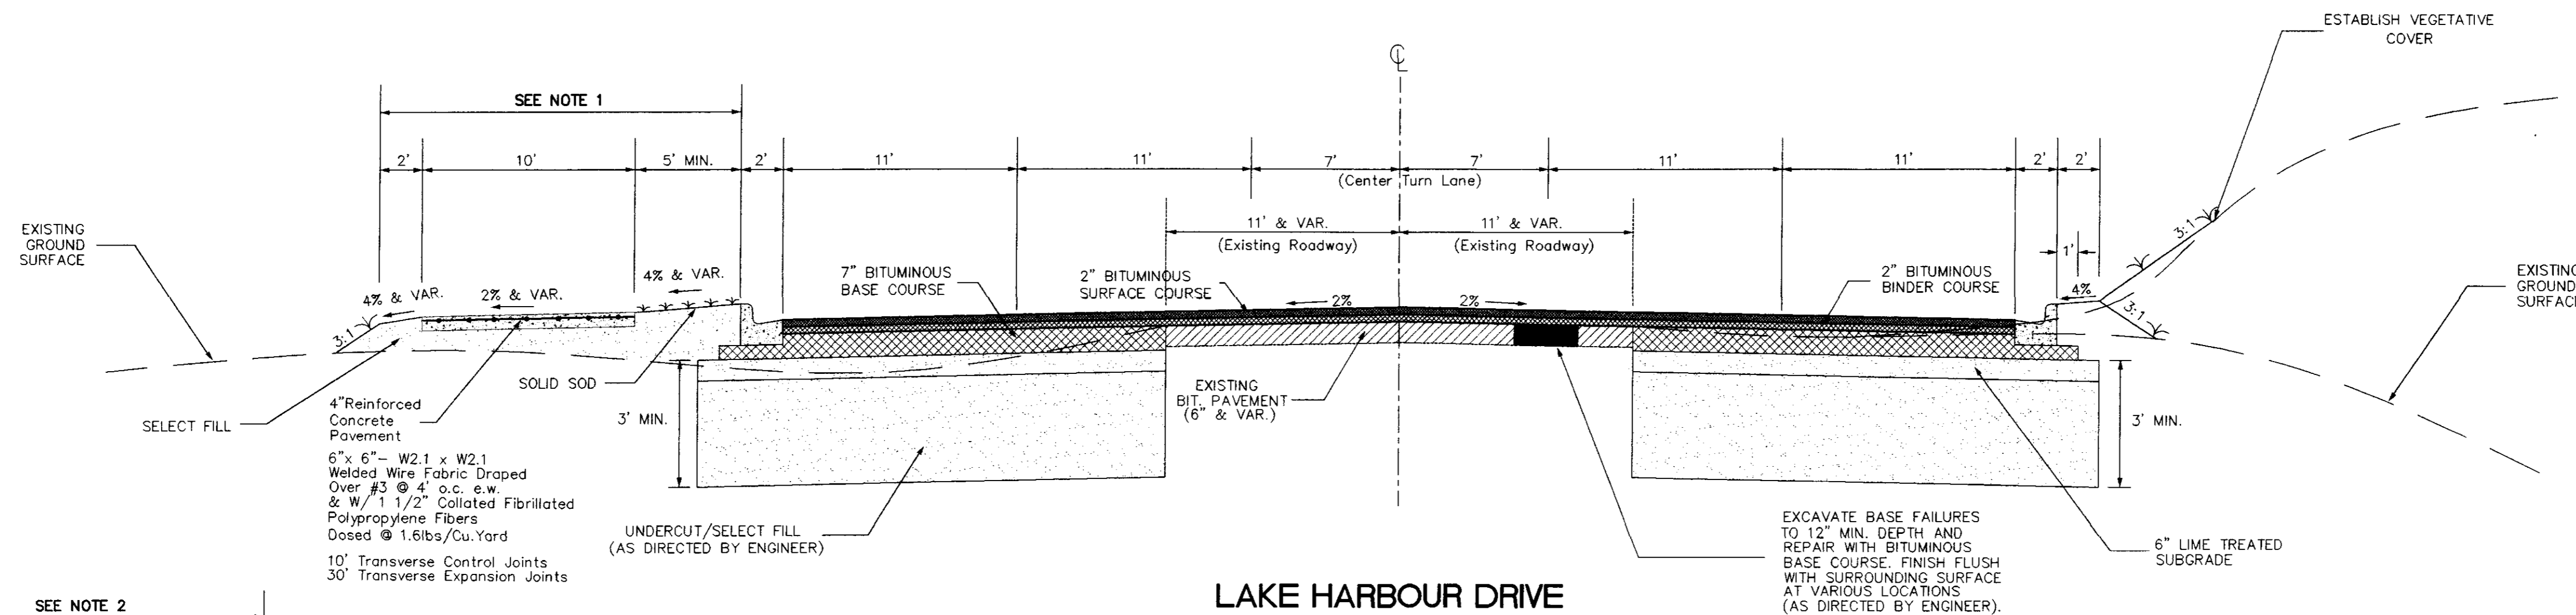 ESTABLISH VEGETATIVE
COVER
℄
SEE NOTE 1
2'
10'
5' MIN.
2'
11'
11'
7'
7'
11'
11'
2'
2'
(Center Turn Lane)
11' & VAR.
(Existing Roadway)
11' & VAR.
(Existing Roadway)
1'
3:1
3:1
4%
EXISTING
GROUND
SURFACE
4% & VAR.
2% & VAR.
4% & VAR.
3:1
7" BITUMINOUS
BASE COURSE
2" BITUMINOUS
SURFACE COURSE
2%
2%
2" BITUMINOUS
BINDER COURSE
EXISTING
GROUND
SURFACE
SOLID SOD
SELECT FILL
4"Reinforced
Concrete
Pavement
6"x 6"- W2.1 x W2.1
Welded Wire Fabric Draped
Over #3 @ 4' o.c. e.w.
& W/ 1 1/2" Collated Fibrillated
Polypropylene Fibers
Dosed @ 1.6lbs/Cu.Yard
10' Transverse Control Joints
30' Transverse Expansion Joints
3' MIN.
EXISTING
BIT. PAVEMENT
(6" & VAR.)
3' MIN.
UNDERCUT/SELECT FILL
(AS DIRECTED BY ENGINEER)
EXCAVATE BASE FAILURES
TO 12" MIN. DEPTH AND
REPAIR WITH BITUMINOUS
BASE COURSE. FINISH FLUSH
WITH SURROUNDING SURFACE
AT VARIOUS LOCATIONS
(AS DIRECTED BY ENGINEER).
6" LIME TREATED
SUBGRADE
LAKE HARBOUR DRIVE
SEE NOTE 2